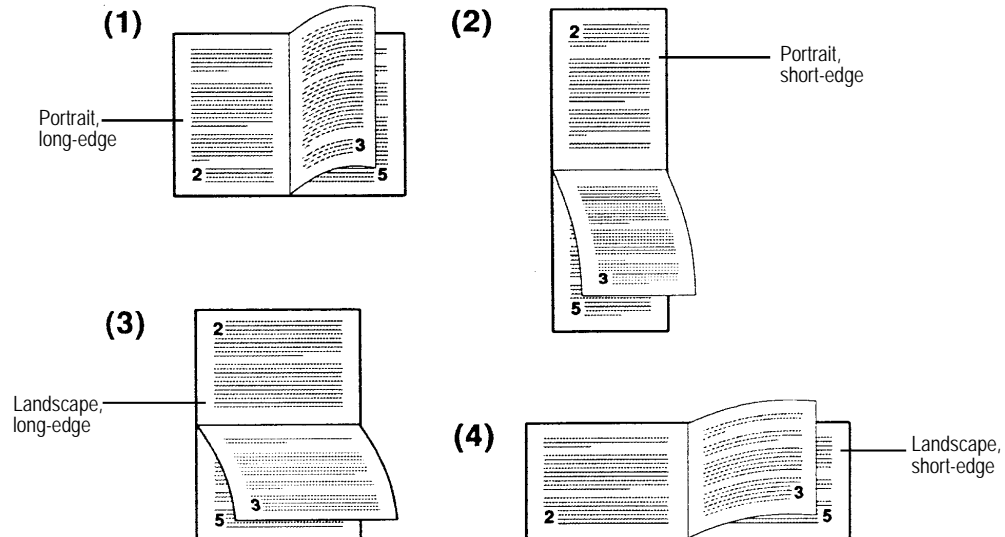 (1)
Portrait,
long-edge
2
3
5
(2)
Portrait,
short-edge
2
3
5
(3)
Landscape,
long-edge
2
3
5
(4)
Landscape,
short-edge
2
3
5